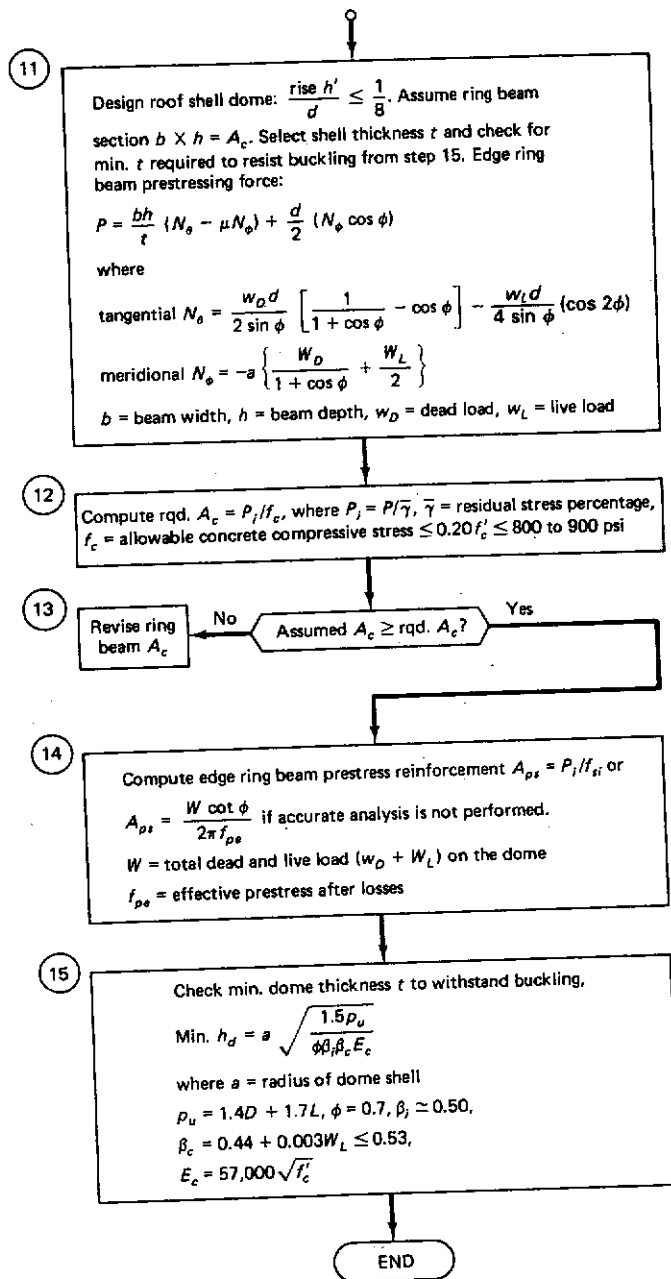 11
Design roof shell dome: rise h′/d ≤ 1/8. Assume ring beam
section b × h = A_c. Select shell thickness t and check for
min. t required to resist buckling from step 15. Edge ring
beam prestressing force:
P = bh/t (N_θ − μN_ϕ) + d/2 (N_ϕ cos ϕ)
where
tangential N_θ = w_D d/2 sin ϕ [1/1 + cos ϕ − cos ϕ] − w_L d/4 sin ϕ (cos 2ϕ)
meridional N_ϕ = −a {W_D/1 + cos ϕ + W_L/2}
b = beam width, h = beam depth, w_D = dead load, w_L = live load
12
Compute rqd. A_c = P_i/f_c, where P_i = P/γ̅, γ̅ = residual stress percentage,
f_c = allowable concrete compressive stress ≤ 0.20 f′_c ≤ 800 to 900 psi
13
Revise ring
beam A_c
No
Assumed A_c ≥ rqd. A_c?
Yes
14
Compute edge ring beam prestress reinforcement A_ps = P_i/f_si or
A_ps = W cot ϕ/2π f_pe if accurate analysis is not performed.
W = total dead and live load (w_D + W_L) on the dome
f_pe = effective prestress after losses
15
Check min. dome thickness t to withstand buckling,
Min. h_d = a √(1.5p_u/ϕβ_iβ_cE_c)
where a = radius of dome shell
p_u = 1.4D + 1.7L, ϕ = 0.7, β_i ≃ 0.50,
β_c = 0.44 + 0.003W_L ≤ 0.53,
E_c = 57,000√f′_c
END